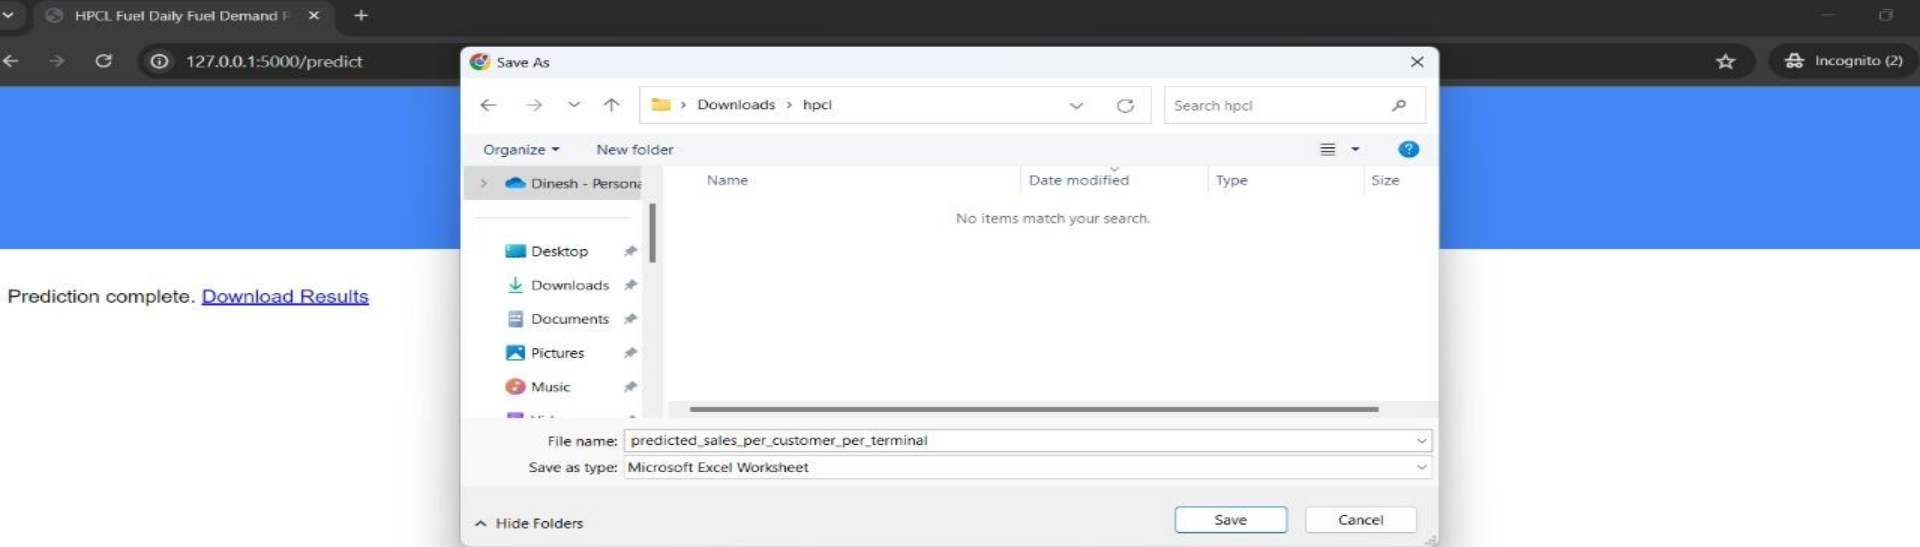 HPCL Fuel Daily Fuel Demand P
127.0.0.1:5000/predict
Incognito (2)
Save As
Downloads > hpcl
Search hpcl
Organize
New folder
Dinesh - Persona
Name
Date modified
Type
Size
No items match your search.
Desktop
Downloads
Documents
Pictures
Music
Prediction complete. Download Results
File name: predicted_sales_per_customer_per_terminal
Save as type: Microsoft Excel Worksheet
Hide Folders
Save
Cancel